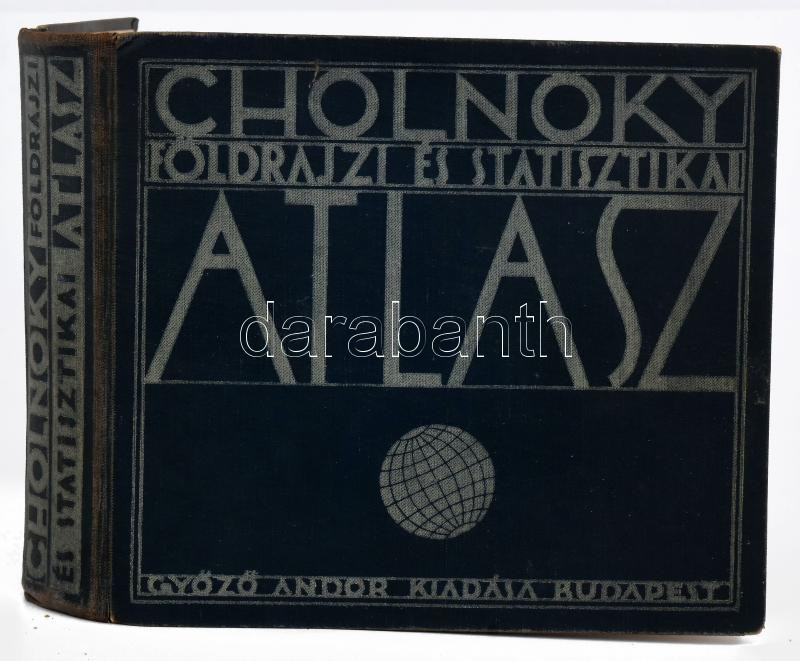 CHOLNOKY
FÖLDRAJZI ÉS STATISZTIKAI
ATLASZ
GYŐZŐ ANDOR KIADÁSA BUDAPEST
CHOLNOKY FÖLDRAJZI
ÉS STATISZTIKAI ATLASZ
darabanth